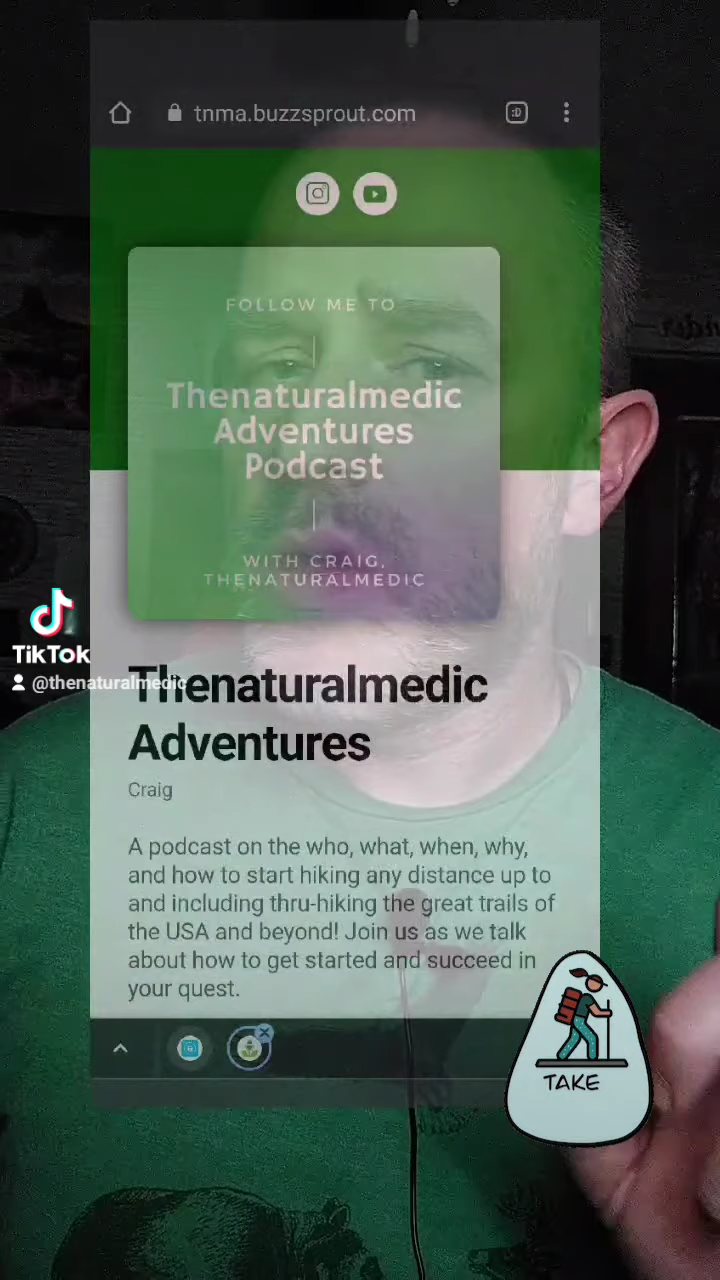 tnma.buzzsprout.com
:D
FOLLOW ME TO
Thenaturalmedic
Adventures
Podcast
WITH CRAIG,
THENATURALMEDIC
TikTok
@thenaturalmedic
Thenaturalmedic
Adventures
Craig
A podcast on the who, what, when, why,
and how to start hiking any distance up to
and including thru-hiking the great trails of
the USA and beyond! Join us as we talk
about how to get started and succeed in
your quest.
TAKE